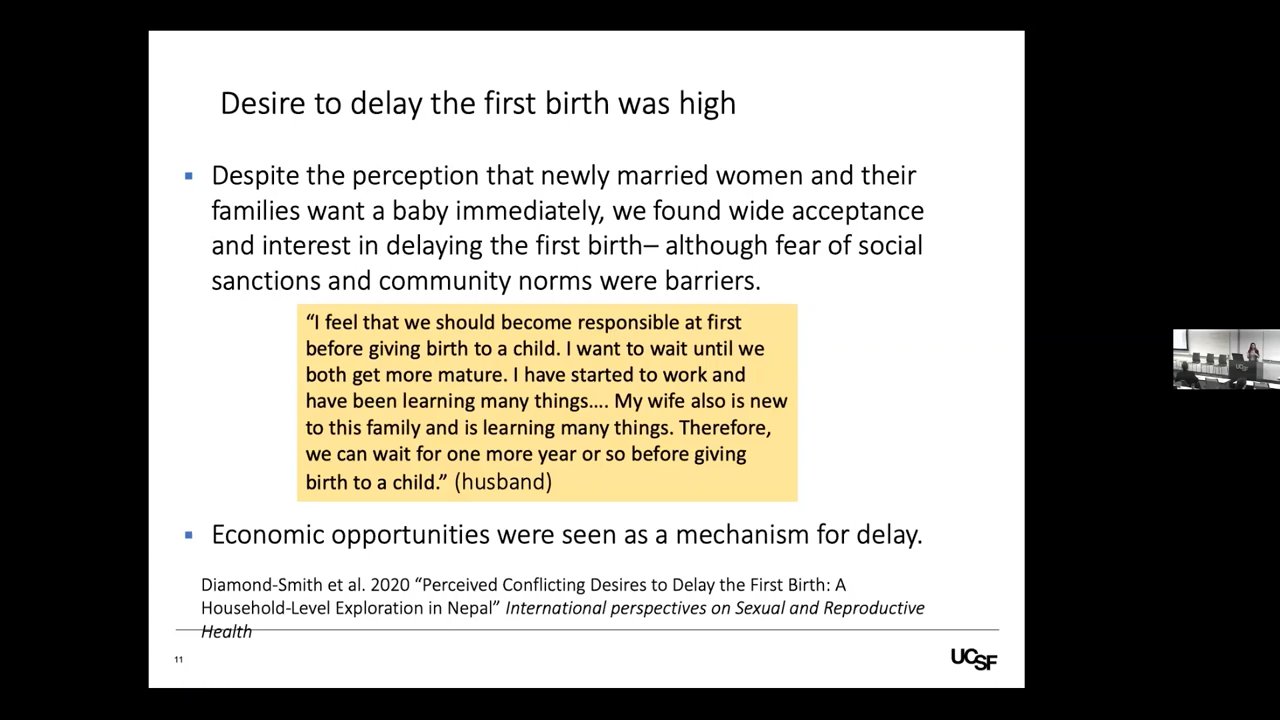 Desire to delay the first birth was high
Despite the perception that newly married women and their
families want a baby immediately, we found wide acceptance
and interest in delaying the first birth– although fear of social
sanctions and community norms were barriers.
“I feel that we should become responsible at first
before giving birth to a child. I want to wait until we
both get more mature. I have started to work and
have been learning many things…. My wife also is new
to this family and is learning many things. Therefore,
we can wait for one more year or so before giving
birth to a child.” (husband)
Economic opportunities were seen as a mechanism for delay.
Diamond-Smith et al. 2020 “Perceived Conflicting Desires to Delay the First Birth: A
Household-Level Exploration in Nepal” International perspectives on Sexual and Reproductive
Health
11
UCSF
UCSF